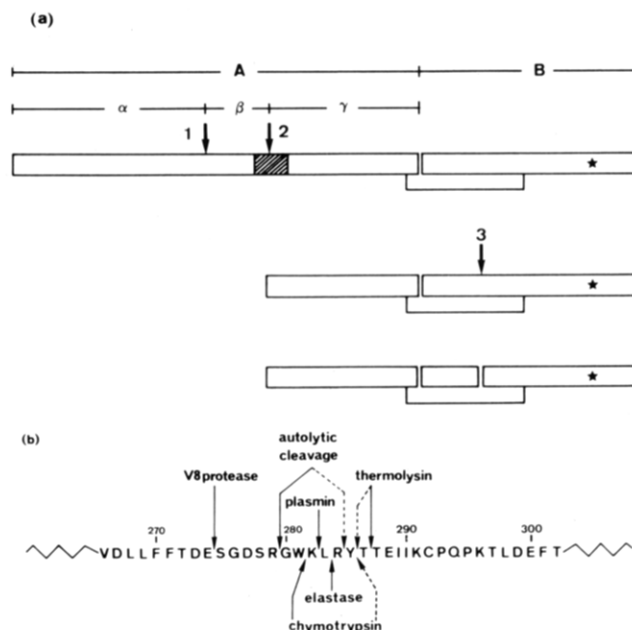 (a)
A B
α β γ
1 2
★
3
★
★
(b)
autolytic
cleavage
V8 protease thermolysin
plasmin
270 280 290 300
VDLLFFTDESGDSRGWKLRYTTEIIKCPQPKTLDEFT
elastase
chymotrypsin